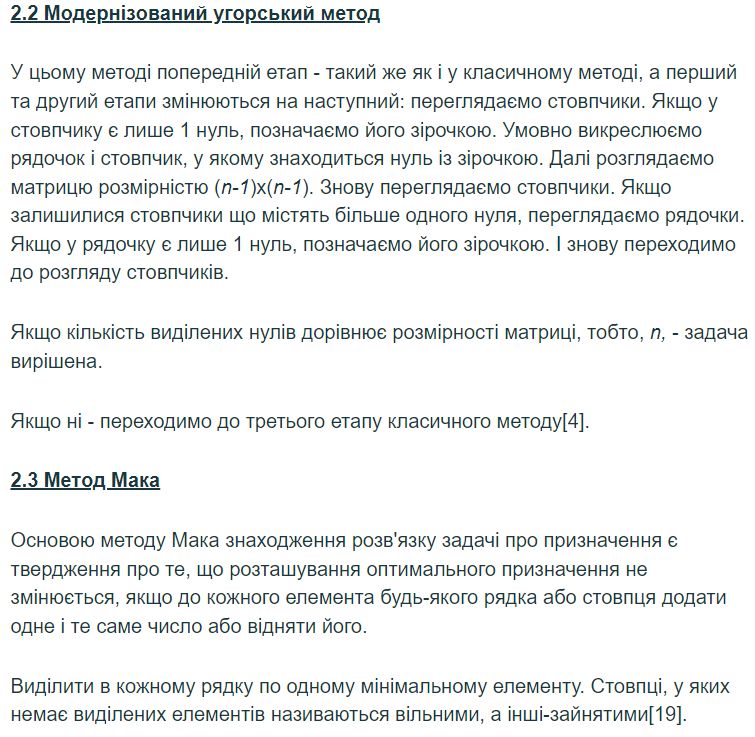 2.2 Модернізований угорський метод
У цьому методі попередній етап - такий же як і у класичному методі, а перший
та другий етапи змінюються на наступний: переглядаємо стовпчики. Якщо у
стовпчику є лише 1 нуль, позначаємо його зірочкою. Умовно викреслюємо
рядочок і стовпчик, у якому знаходиться нуль із зірочкою. Далі розглядаємо
матрицю розмірністю (n-1)x(n-1). Знову переглядаємо стовпчики. Якщо
залишилися стовпчики що містять більше одного нуля, переглядаємо рядочки.
Якщо у рядочку є лише 1 нуль, позначаємо його зірочкою. І знову переходимо
до розгляду стовпчиків.
Якщо кількість виділених нулів дорівнює розмірності матриці, тобто, n, - задача
вирішена.
Якщо ні - переходимо до третього етапу класичного методу[4].
2.3 Метод Мака
Основою методу Мака знаходження розв'язку задачі про призначення є
твердження про те, що розташування оптимального призначення не
змінюється, якщо до кожного елемента будь-якого рядка або стовпця додати
одне і те саме число або відняти його.
Виділити в кожному рядку по одному мінімальному елементу. Стовпці, у яких
немає виділених елементів називаються вільними, а інші-зайнятими[19].